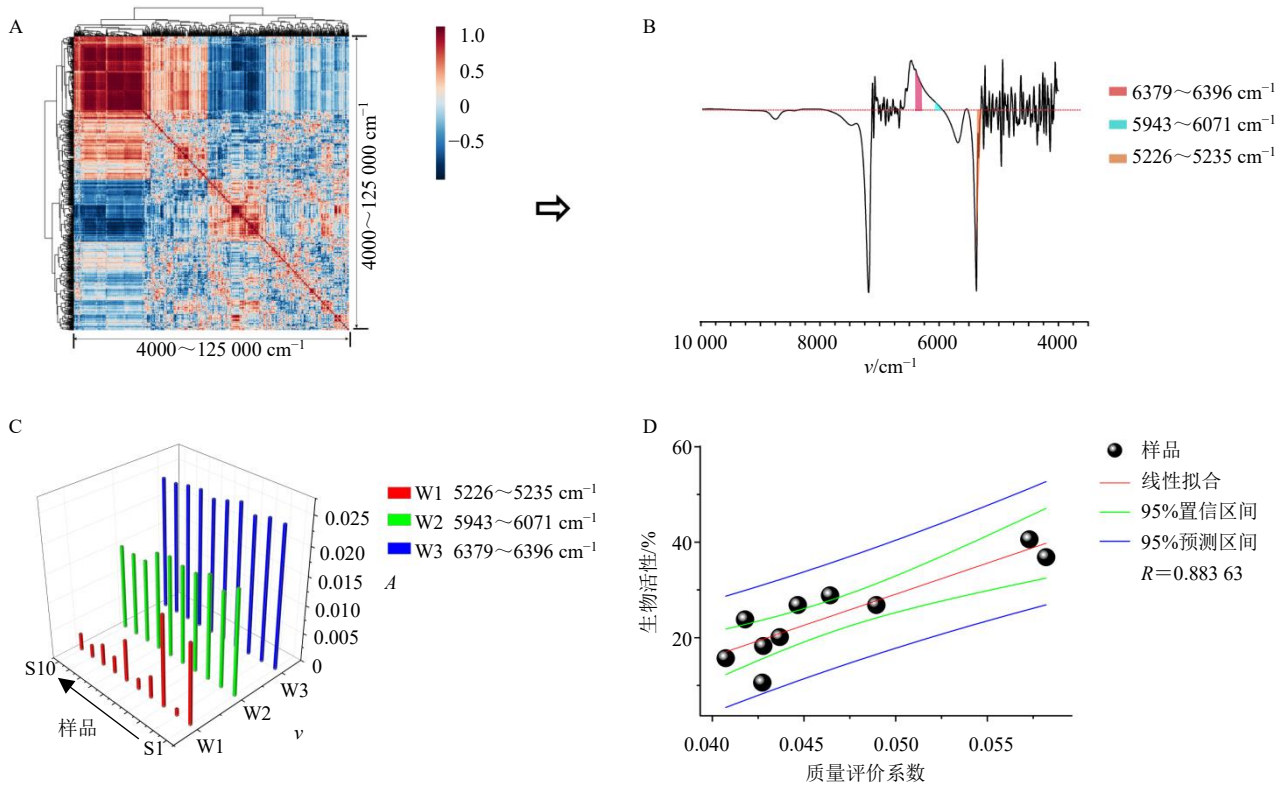 A
1.0
0.5
0
−0.5
4000～125 000 cm⁻¹
4000～125 000 cm⁻¹
B
6379～6396 cm⁻¹
5943～6071 cm⁻¹
5226～5235 cm⁻¹
10 000 8000 6000 4000
ν/cm⁻¹
C
W1 5226～5235 cm⁻¹
W2 5943～6071 cm⁻¹
W3 6379～6396 cm⁻¹
0.025
0.020
0.015
0.010
0.005
0
A
S10
样品
S1
W1
W2
W3
ν
D
60
40
20
生物活性/%
0.040 0.045 0.050 0.055
质量评价系数
样品
线性拟合
95%置信区间
95%预测区间
R＝0.883 63